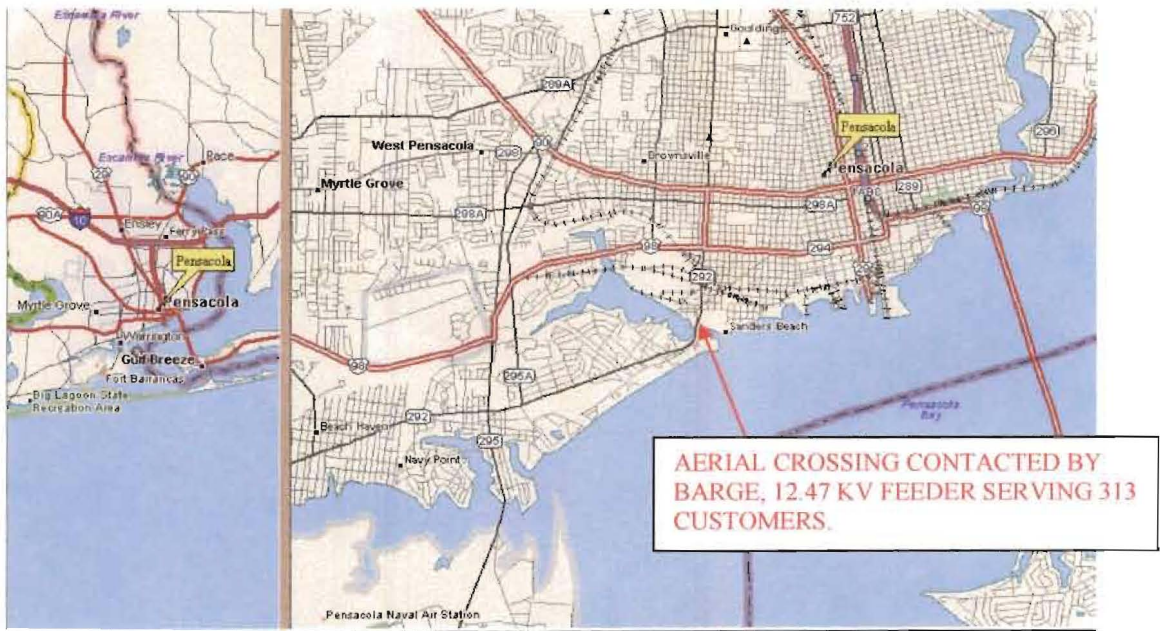 Escambia River
Escambia River
Pace
29
90
90A
10
Ensley
Ferry Pass
Pensacola
Myrtle Grove
Pensacola
Warrington
Gulf Breeze
Fort Barrancas
Big Lagoon State
Recreation Area
Goulding
752
289A
West Pensacola
298
90
Brownsville
Pensacola
Pensacola
296
Myrtle Grove
298A
298A
289
98
98
294
292
Sanders Beach
98
295A
292
Beach Haven
295
Navy Point
Pensacola
Bay
AERIAL CROSSING CONTACTED BY
BARGE, 12.47 KV FEEDER SERVING 313
CUSTOMERS.
Pensacola Naval Air Station